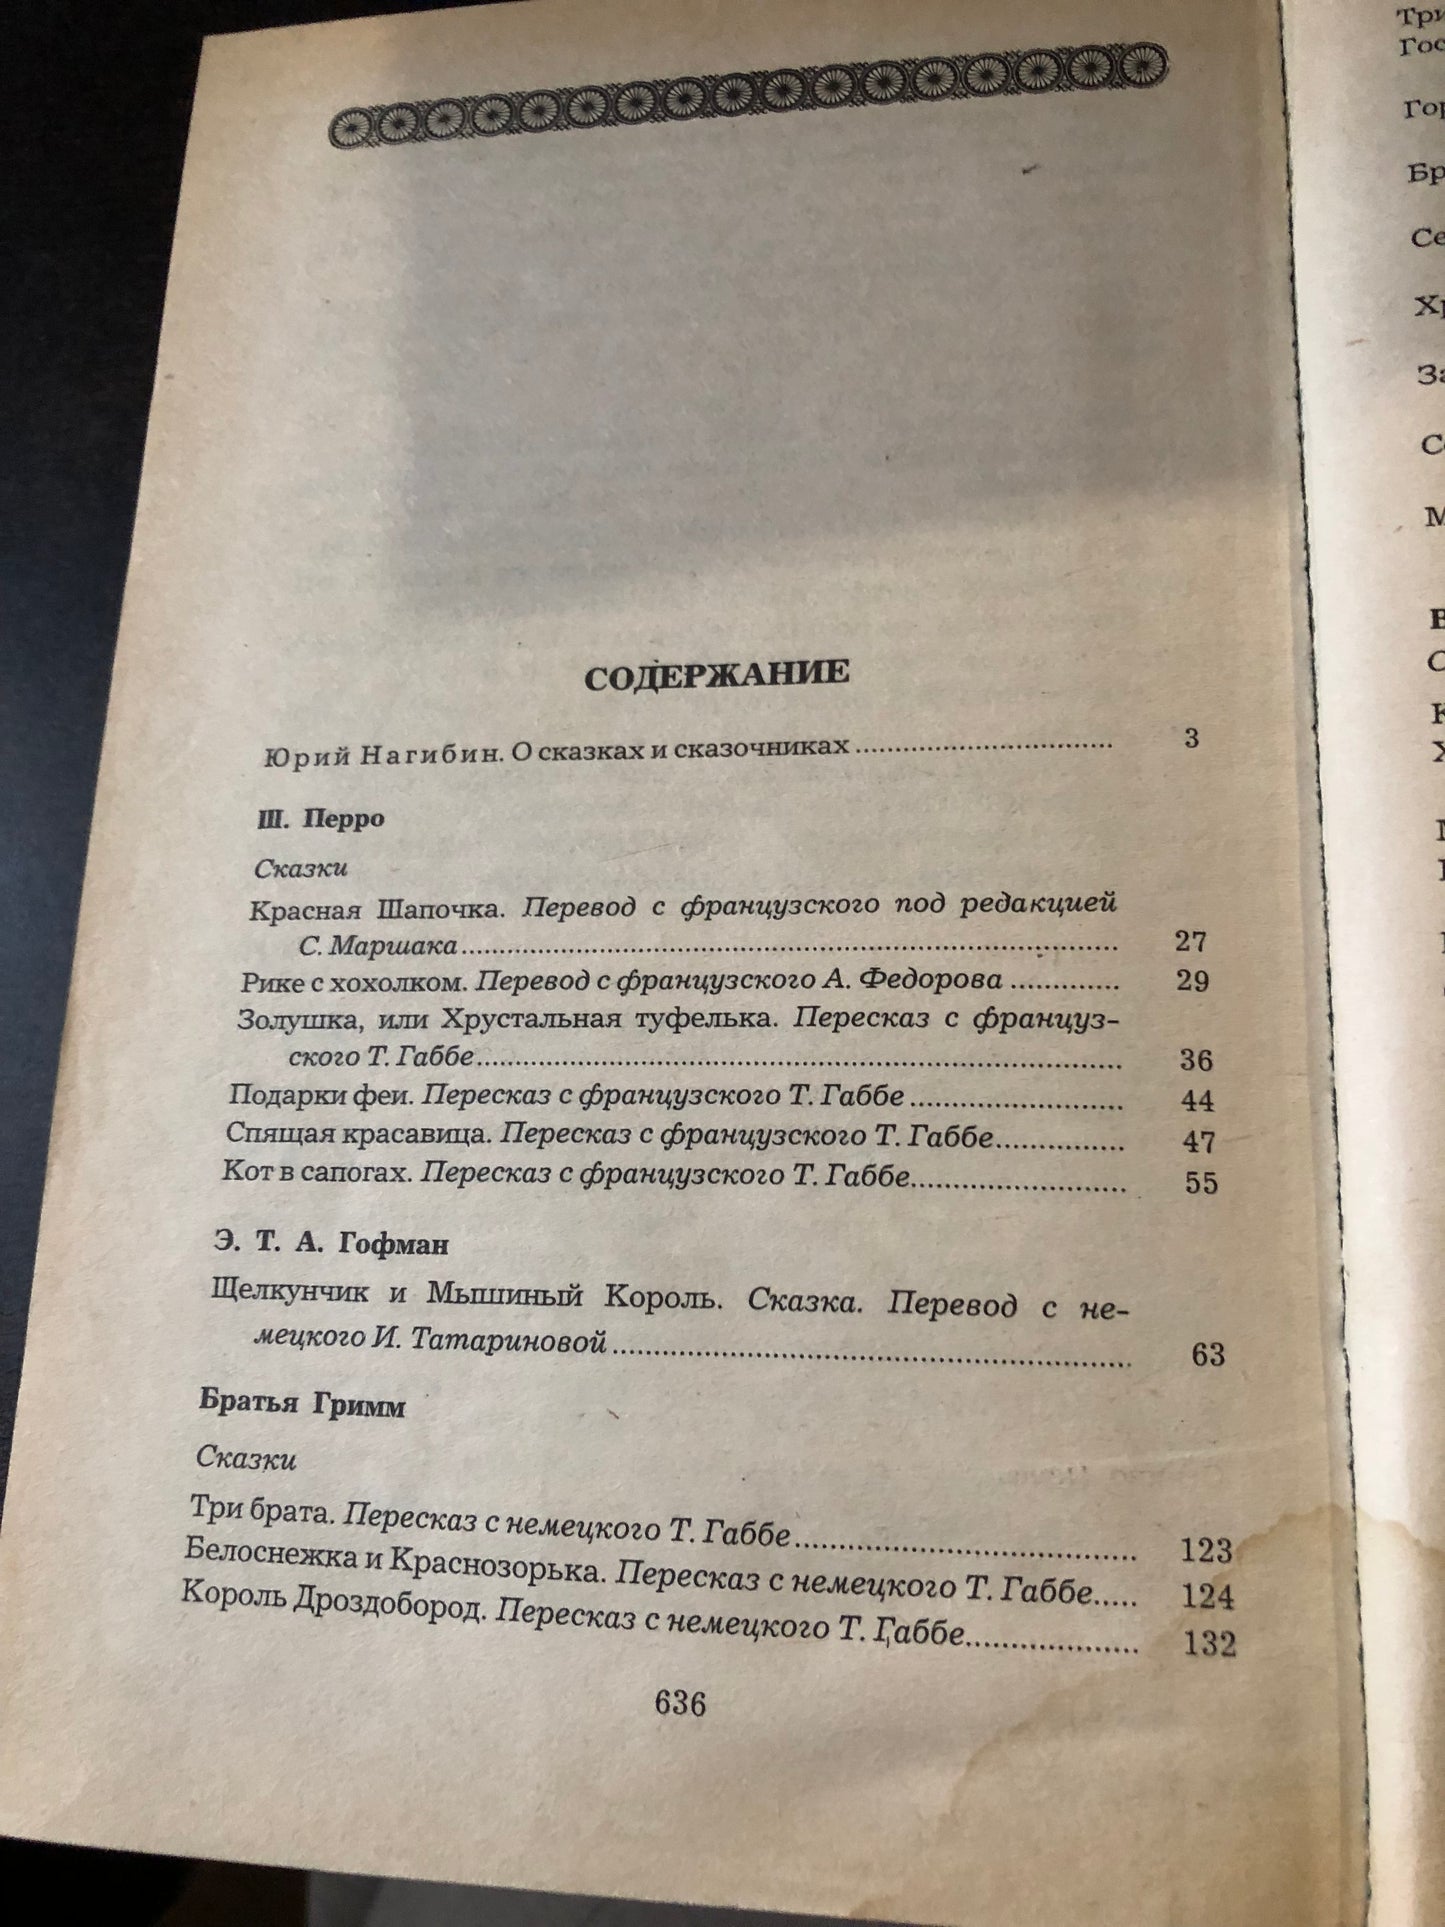 СОДЕРЖАНИЕ
Юрий Нагибин. О сказках и сказочниках ................................ 3
Ш. Перро
Сказки
Красная Шапочка. Перевод с французского под редакцией
С. Маршака ................................................................ 27
Рике с хохолком. Перевод с французского А. Федорова ............. 29
Золушка, или Хрустальная туфелька. Пересказ с француз-
ского Т. Габбе ................................................................ 36
Подарки феи. Пересказ с французского Т. Габбе .......................... 44
Спящая красавица. Пересказ с французского Т. Габбе ................ 47
Кот в сапогах. Пересказ с французского Т. Габбе .......................... 55
Э. Т. А. Гофман
Щелкунчик и Мышиный Король. Сказка. Перевод с не-
мецкого И. Татариновой ................................................................ 63
Братья Гримм
Сказки
Три брата. Пересказ с немецкого Т. Габбе .......................................... 123
Белоснежка и Краснозорька. Пересказ с немецкого Т. Габбе ..... 124
Король Дроздобород. Пересказ с немецкого Т. Габбе ..................... 132
636